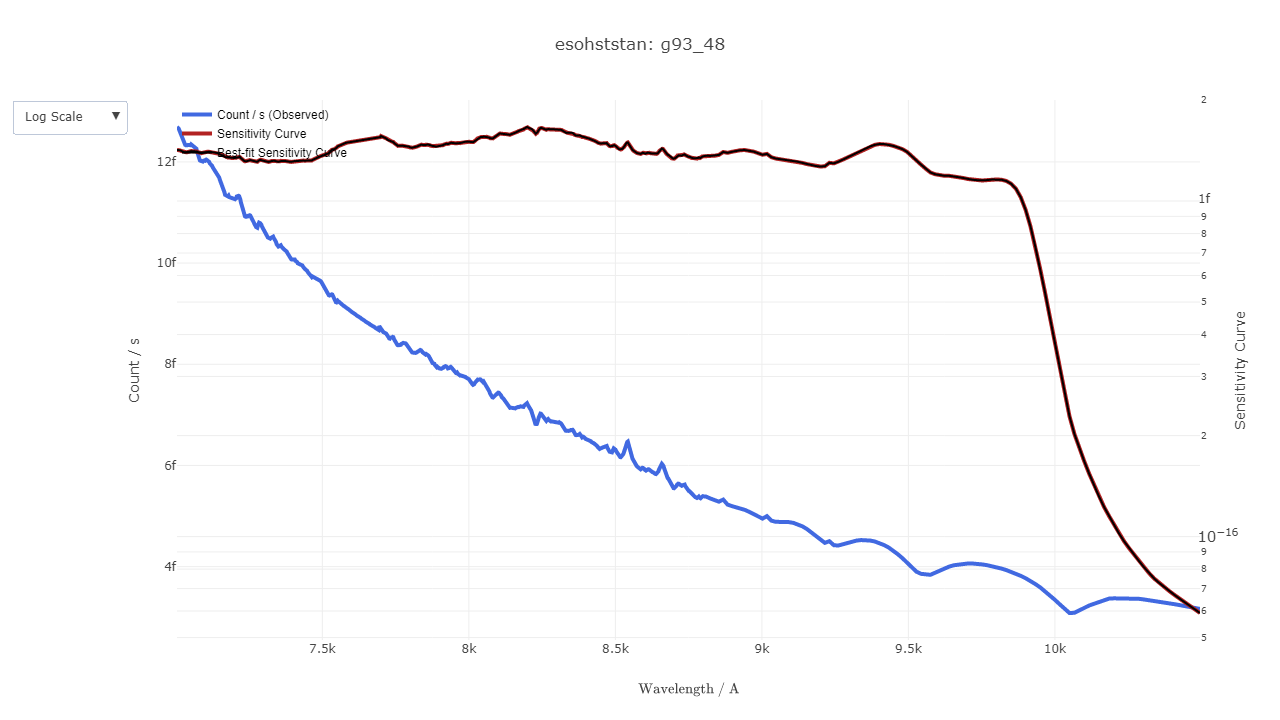 esohststan: g93_48
Log Scale ▼
Count / s (Observed)
Sensitivity Curve
Best-fit Sensitivity Curve
12f
10f
8f
6f
4f
Count / s
2
1f
9
8
7
6
5
4
3
2
10−16
9
8
7
6
5
Sensitivity Curve
7.5k 8k 8.5k 9k 9.5k 10k
Wavelength / A